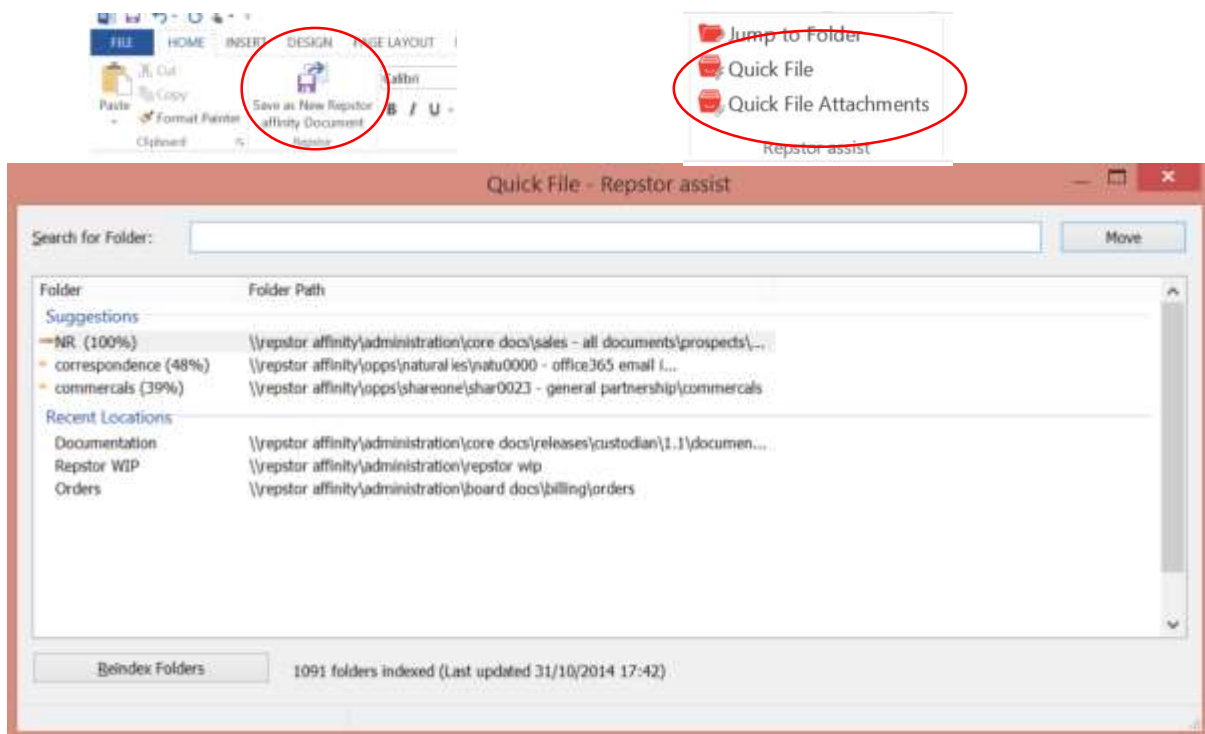 FILE HOME INSERT DESIGN PAGE LAYOUT
Cut
Copy
Paste
Format Painter
Clipboard
Save as New Repstor
affinity Document
Repstor
Calibri
B I U
Jump to Folder
Quick File
Quick File Attachments
Repstor assist
Quick File - Repstor assist
Search for Folder:
Move
Folder Folder Path
Suggestions
NR (100%) \\repstor affinity\administration\core docs\sales - all documents\prospects\...
correspondence (48%) \\repstor affinity\opps\natural ies\natu0000 - office365 email i...
commercals (39%) \\repstor affinity\opps\shareone\shar0023 - general partnership\commercals
Recent Locations
Documentation \\repstor affinity\administration\core docs\releases\custodian\1.1\documen...
Repstor WIP \\repstor affinity\administration\repstor wip
Orders \\repstor affinity\administration\board docs\billing\orders
Reindex Folders
1091 folders indexed (Last updated 31/10/2014 17:42)